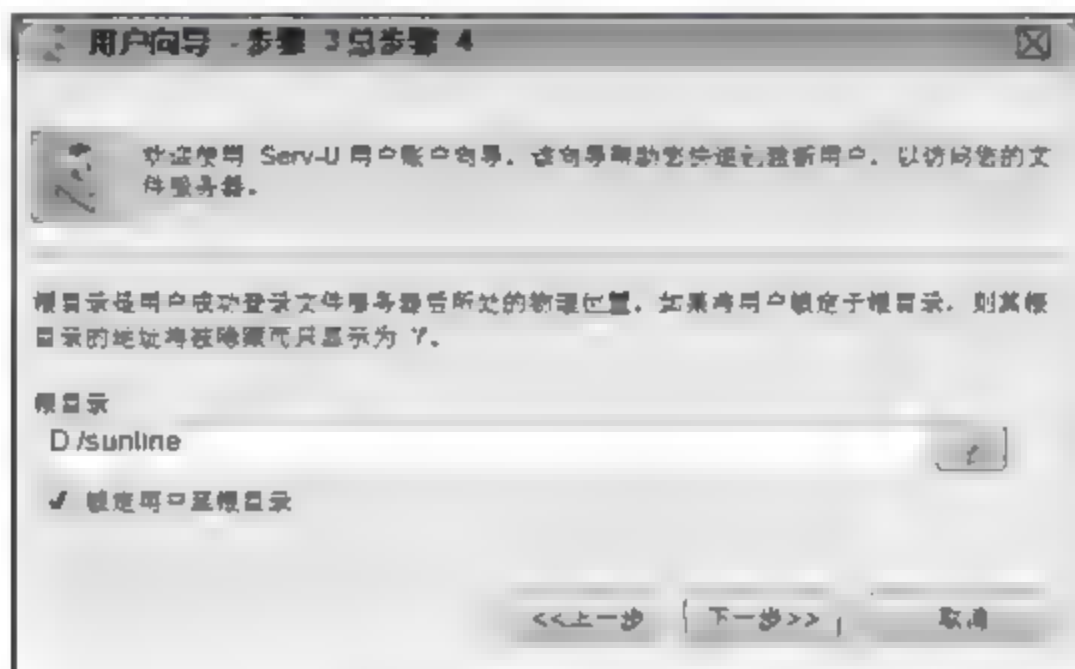 用户向导 - 步骤 3总步骤 4
欢迎使用 Serv-U 用户账户向导。该向导帮助您快速创建新用户，以访问您的文
件服务器。
根目录是用户成功登录文件服务器后所处的物理位置。如果将用户锁定于根目录，则其根
目录的地址将被隐藏而只显示为 '/'。
根目录
D:/sunline
锁定用户至根目录
<<上一步
下一步>>
取消